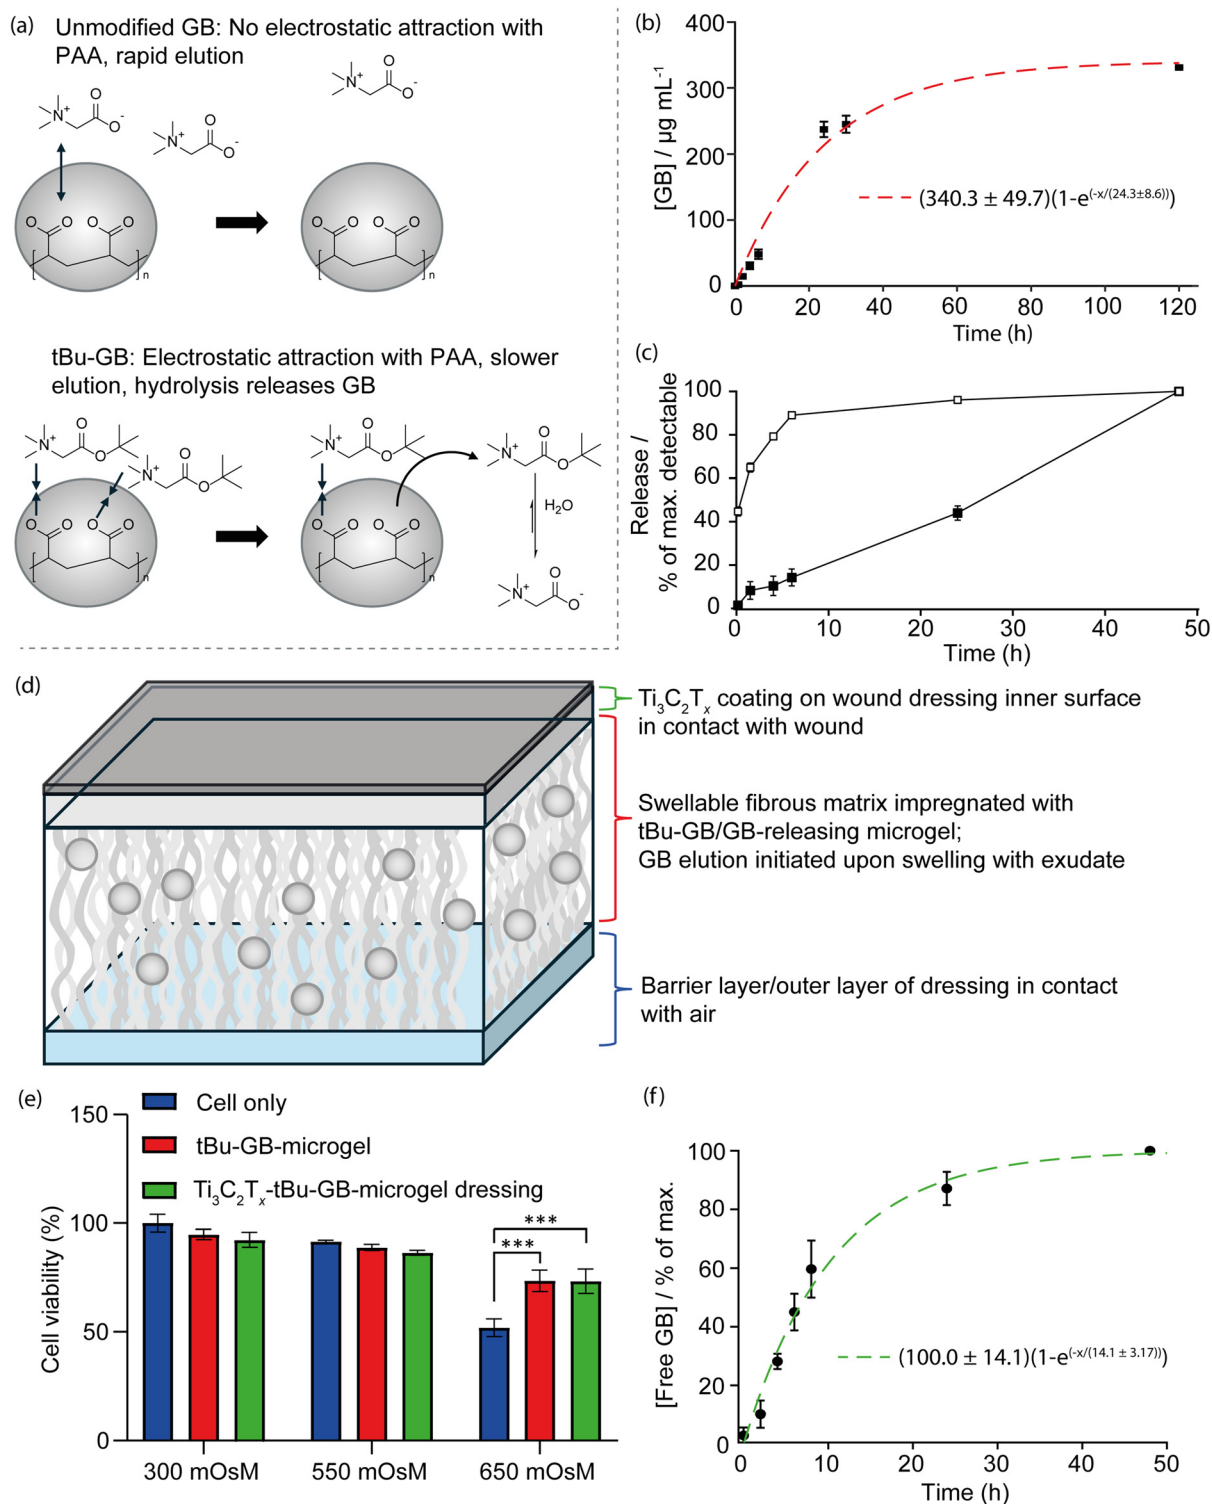 (a)
Unmodified GB: No electrostatic attraction with
PAA, rapid elution
N+
O
O-
N+
O
O-
N+
O
O-
O
O
O
O
n
O
O
O
O
n
tBu-GB: Electrostatic attraction with PAA, slower
elution, hydrolysis releases GB
N+
O
O
N+
O
O
N+
O
O
N+
O
O
O
O
O
O
n
O
O
O
O
n
H2O
N+
O
O-
(b)
400
300
200
100
0
[GB] / µg mL-1
(340.3 ± 49.7)(1-e(-x/(24.3±8.6)))
0
20
40
60
80
100
120
Time (h)
(c)
100
80
60
40
20
0
Release /
% of max. detectable
0
10
20
30
40
50
Time (h)
(d)
Ti3C2Tx coating on wound dressing inner surface
in contact with wound
Swellable fibrous matrix impregnated with
tBu-GB/GB-releasing microgel;
GB elution initiated upon swelling with exudate
Barrier layer/outer layer of dressing in contact
with air
(e)
Cell only
tBu-GB-microgel
Ti3C2Tx-tBu-GB-microgel dressing
150
100
50
0
Cell viability (%)
***
***
300 mOsM
550 mOsM
650 mOsM
(f)
100
80
60
40
20
0
[Free GB] / % of max.
(100.0 ± 14.1)(1-e(-x/(14.1 ± 3.17)))
0
10
20
30
40
50
Time (h)